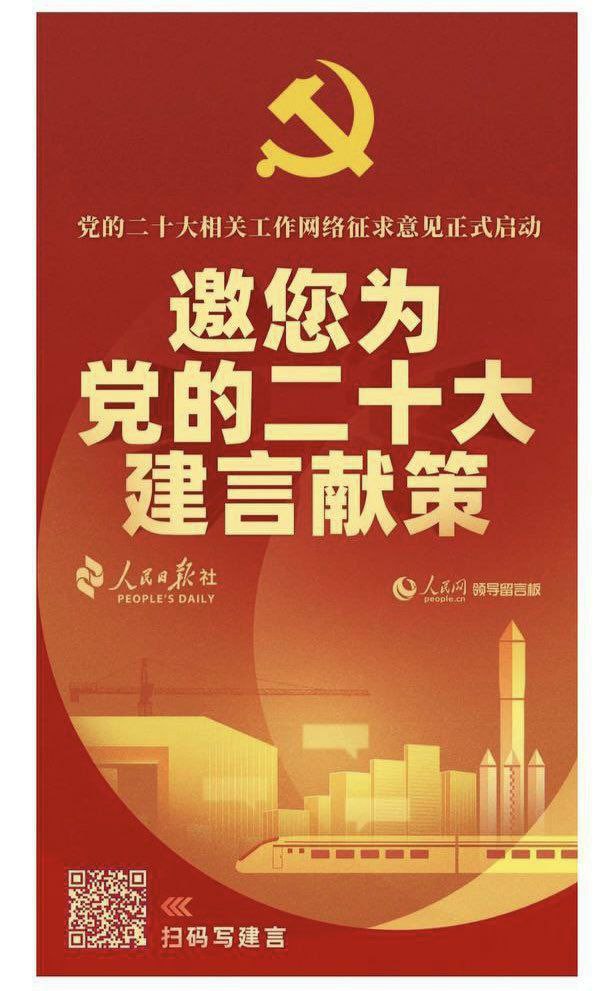 党的二十大相关工作网络征求意见正式启动
邀您为
党的二十大
建言献策
人民日报社
PEOPLE'S DAILY
人民网
people.cn
领导留言板
扫码写建言